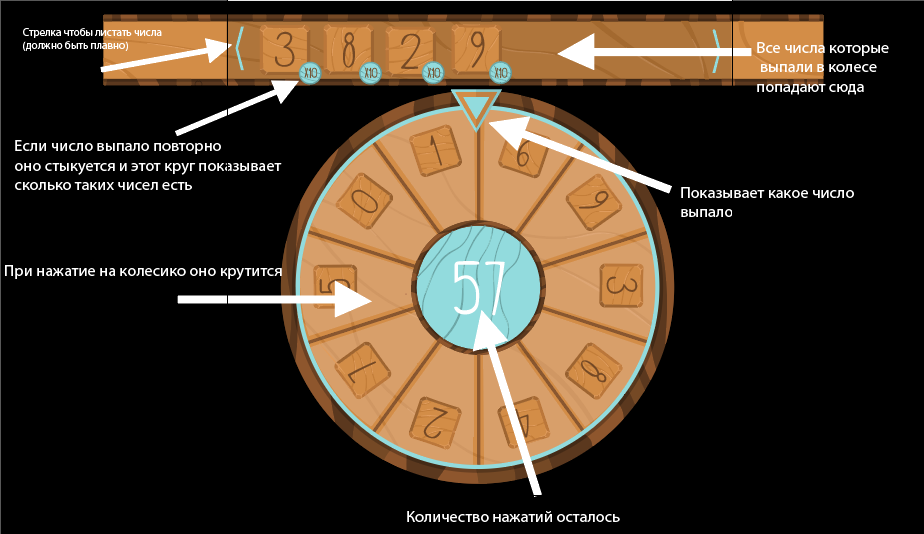 Стрелка чтобы листать числа
(должно быть плавно)
3 8 2 9
X10 X10 X10 X10
Все числа которые
выпали в колесе
попадают сюда
Если число выпало повторно
оно стыкуется и этот круг показывает
сколько таких чисел есть
Показывает какое число
выпало
При нажатие на колесико оно крутится
1 6
0 9
5 3
57
7 8
2 4
Количество нажатий осталось